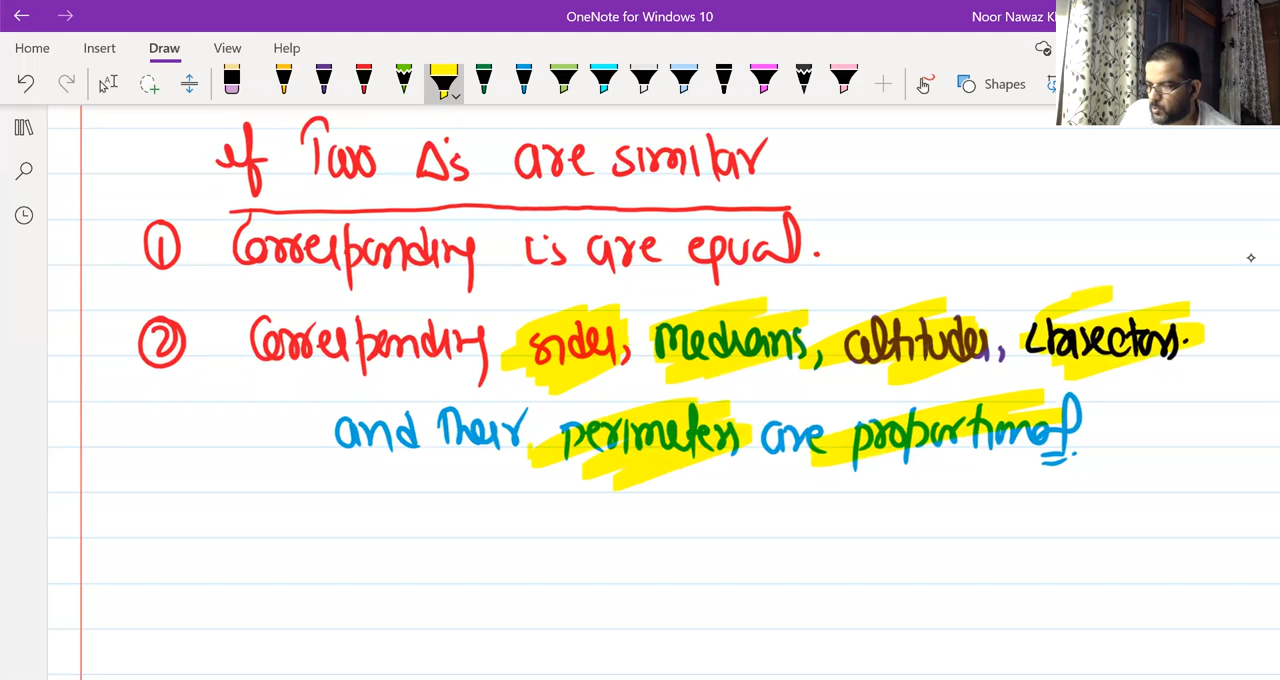 OneNote for Windows 10
Noor Nawaz Kh
Home Insert Draw View Help
Shapes
if Two Δ's are similar
① Corresponding ∠s are equal.
② Corresponding sides, Medians, altitudes, ∠bisectors.
and their perimeters are proportional.